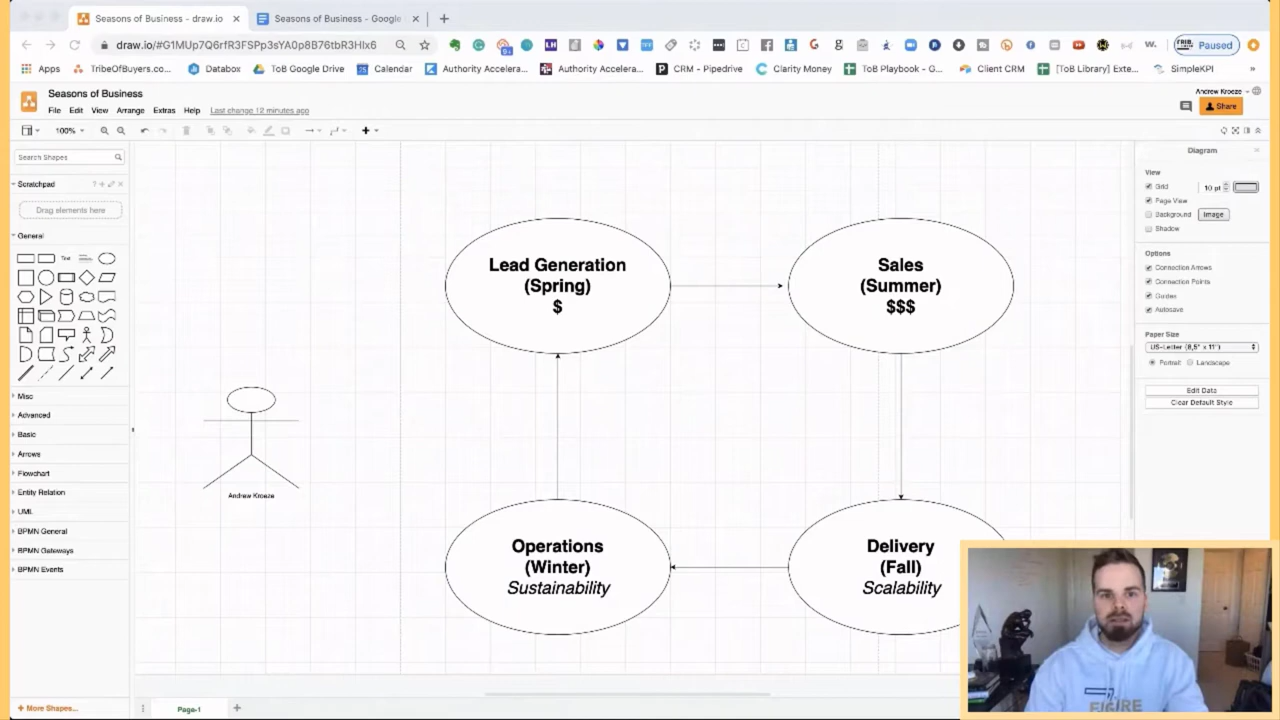 Seasons of Business - draw.io
Seasons of Business - Google
draw.io/#G1MUp7Q6rfR3FSPp3sYA0p8B76tbR3Hlx6
Paused
Apps
TribeOfBuyers.co...
Databox
ToB Google Drive
Calendar
Authority Accelera...
Authority Accelera...
CRM - Pipedrive
Clarity Money
ToB Playbook - G...
Client CRM
[ToB Library] Exte...
SimpleKPI
Seasons of Business
Andrew Kroeze
File Edit View Arrange Extras Help Last change 12 minutes ago
Share
100%
Search Shapes
Diagram
Scratchpad
Drag elements here
General
Text
Misc
Advanced
Basic
Arrows
Flowchart
Entity Relation
UML
BPMN General
BPMN Gateways
BPMN Events
+ More Shapes...
Lead Generation
(Spring)
$
Sales
(Summer)
$$$
Andrew Kroeze
Operations
(Winter)
Sustainability
Delivery
(Fall)
Scalability
View
Grid 10 pt
Page View
Background Image
Shadow
Options
Connection Arrows
Connection Points
Guides
Autosave
Paper Size
US-Letter (8,5" x 11")
Portrait Landscape
Edit Data
Clear Default Style
Page-1
FIGURE